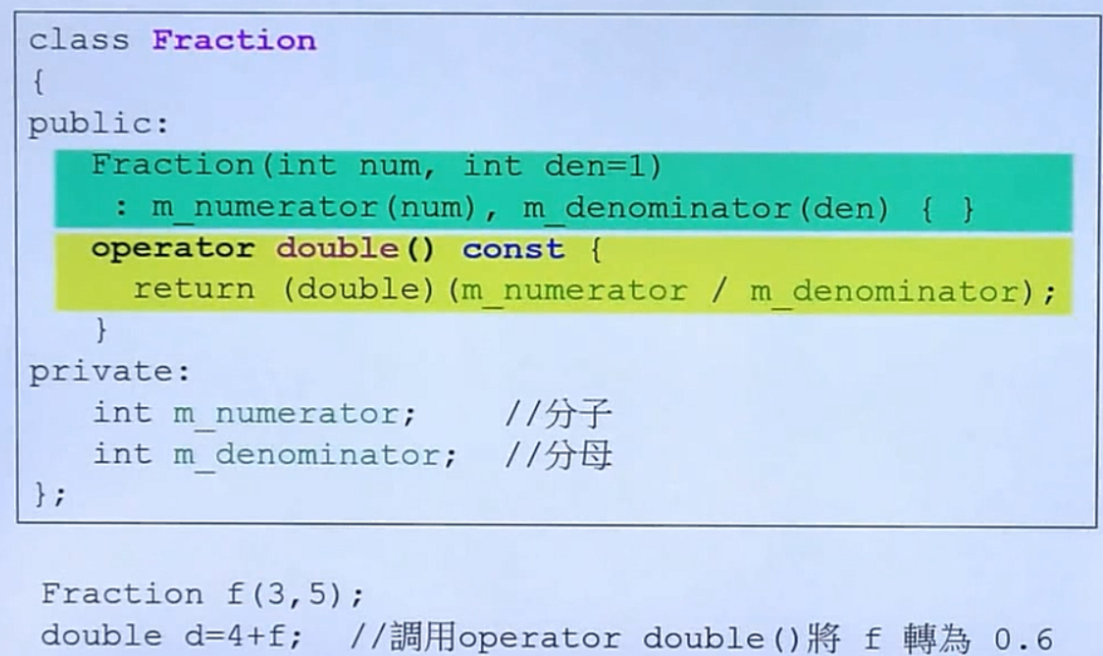 class Fraction
{
public:
Fraction(int num, int den=1)
: m_numerator(num), m_denominator(den) { }
operator double() const {
return (double)(m_numerator / m_denominator);
}
private:
int m_numerator; //分子
int m_denominator; //分母
};
Fraction f(3,5);
double d=4+f; //調用operator double()將 f 轉為 0.6